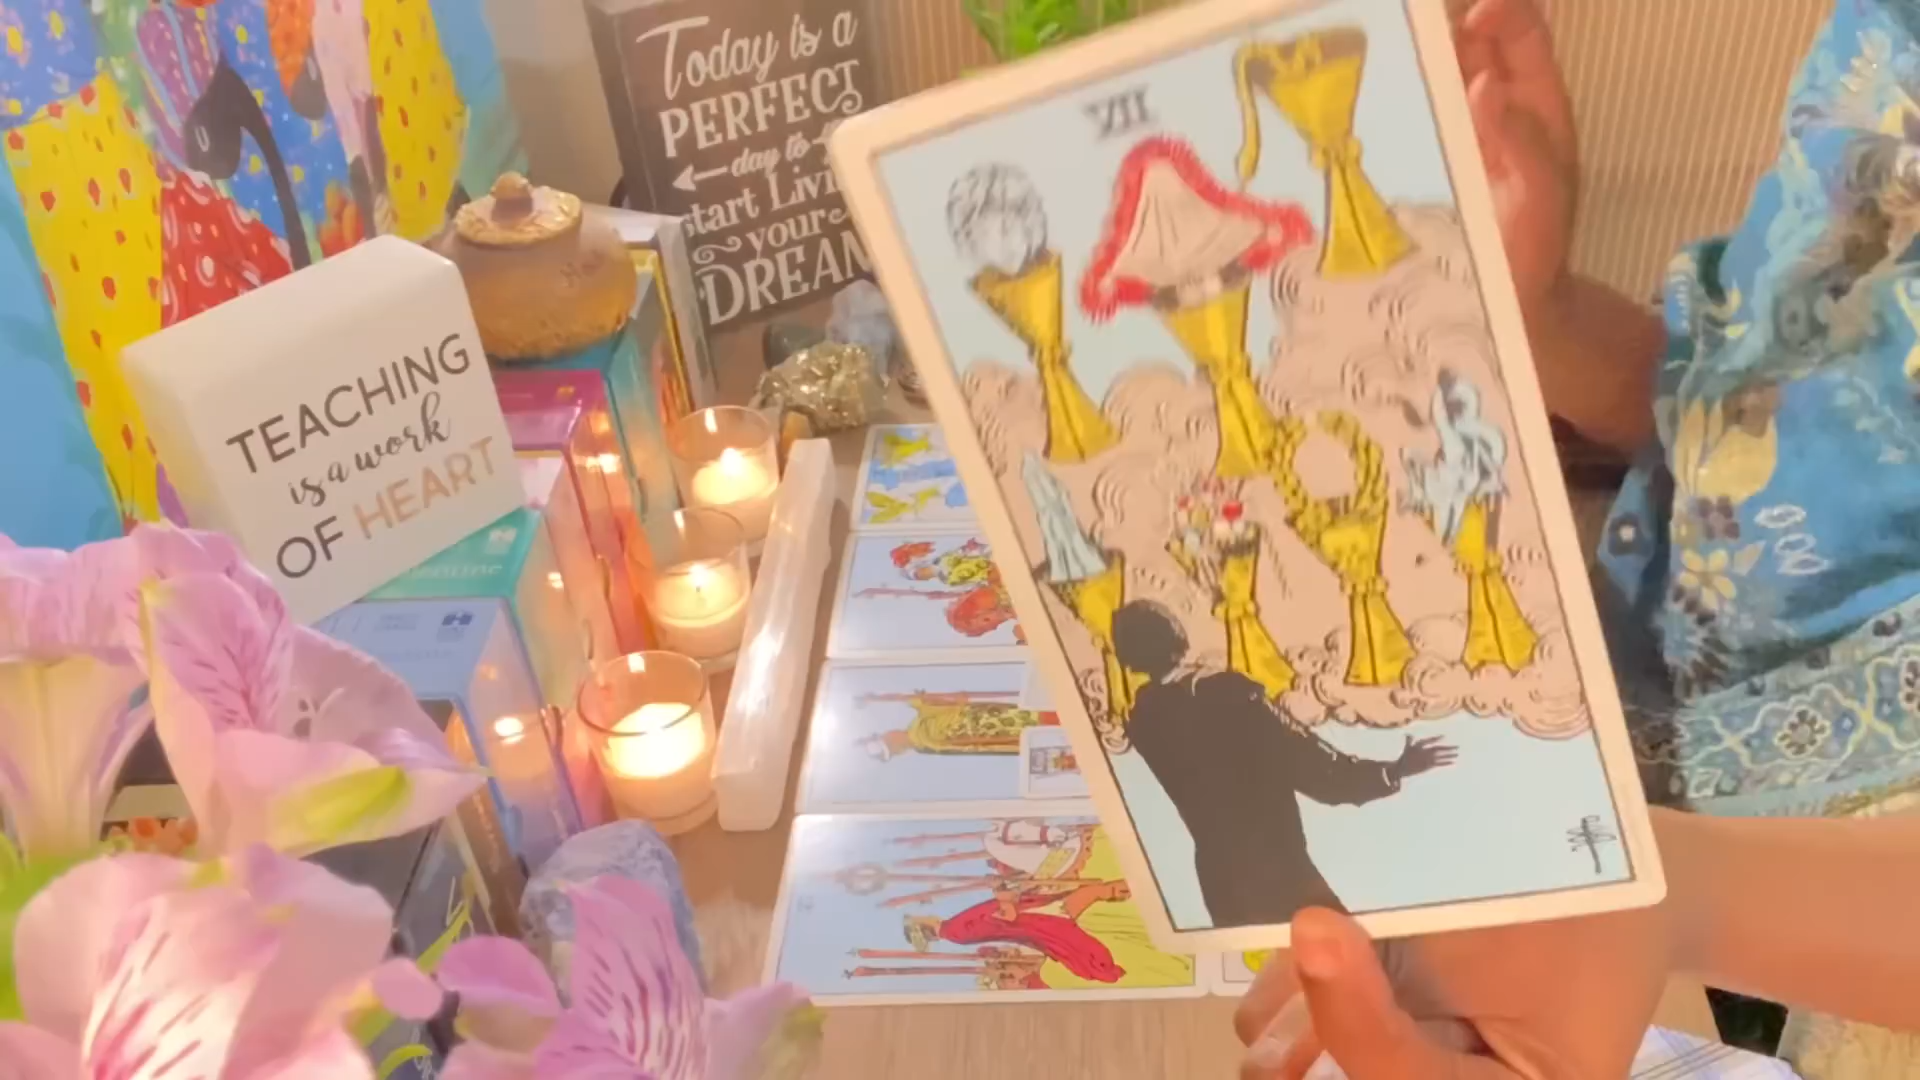 Today is a
PERFECT
day to
start Livi
your
DREAM
VII
TEACHING
is a work
OF HEART